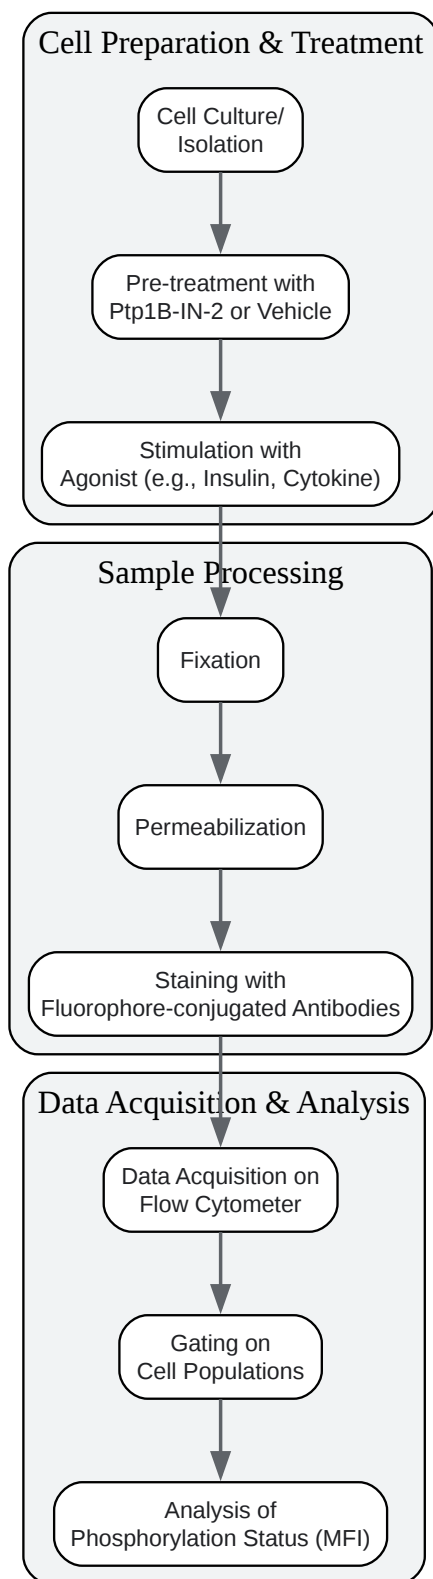 Cell Preparation & Treatment
Cell Culture/
Isolation
Pre-treatment with
Ptp1B-IN-2 or Vehicle
Stimulation with
Agonist (e.g., Insulin, Cytokine)
Sample Processing
Fixation
Permeabilization
Staining with
Fluorophore-conjugated Antibodies
Data Acquisition & Analysis
Data Acquisition on
Flow Cytometer
Gating on
Cell Populations
Analysis of
Phosphorylation Status (MFI)